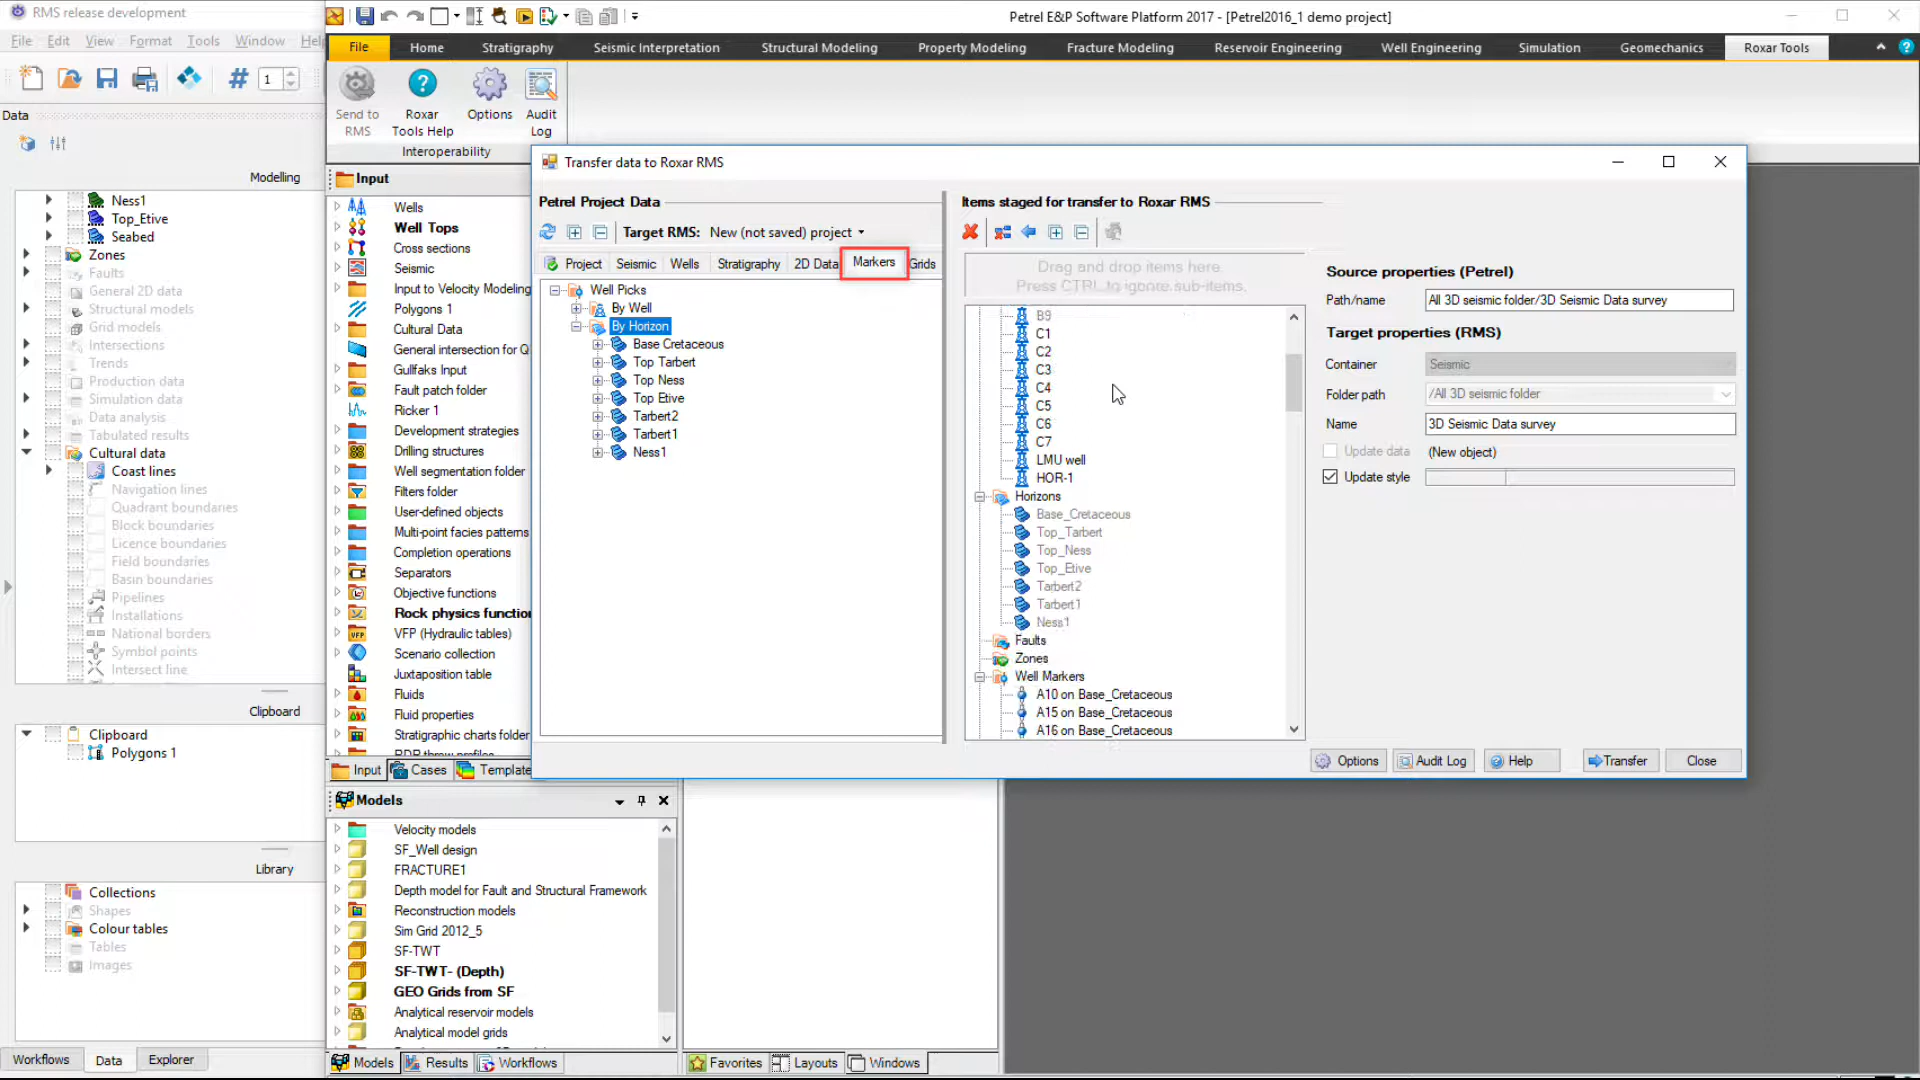 RMS release development
File Edit View Format Tools Window Help
1
Data
Modelling
Ness1
Top_Etive
Seabed
Zones
Faults
General 2D data
Structural models
Grid models
Intersections
Trends
Production data
Simulation data
Data analysis
Tabulated results
Cultural data
Coast lines
Navigation lines
Quadrant boundaries
Block boundaries
Licence boundaries
Field boundaries
Basin boundaries
Pipelines
Installations
National borders
Symbol points
Intersect line
Clipboard
Clipboard
Polygons 1
Library
Collections
Shapes
Colour tables
Tables
Images
Workflows Data Explorer
Petrel E&P Software Platform 2017 - [Petrel2016_1 demo project]
File Home Stratigraphy Seismic Interpretation Structural Modeling Property Modeling Fracture Modeling Reservoir Engineering Well Engineering Simulation Geomechanics Roxar Tools
Send to RMS
Roxar Tools Help
Options
Audit Log
Interoperability
Input
Wells
Well Tops
Cross sections
Seismic
Input to Velocity Modeling
Polygons 1
Cultural Data
General intersection for Q
Gullfaks Input
Fault patch folder
Ricker 1
Development strategies
Drilling structures
Well segmentation folder
Filters folder
User-defined objects
Multi-point facies patterns
Completion operations
Separators
Objective functions
Rock physics function
VFP (Hydraulic tables)
Scenario collection
Juxtaposition table
Fluids
Fluid properties
Stratigraphic charts folder
Input Cases Template
Models
Velocity models
SF_Well design
FRACTURE1
Depth model for Fault and Structural Framework
Reconstruction models
Sim Grid 2012_5
SF-TWT
SF-TWT- (Depth)
GEO Grids from SF
Analytical reservoir models
Analytical model grids
Models Results Workflows
Favorites Layouts Windows
Transfer data to Roxar RMS
Petrel Project Data
Target RMS: New (not saved) project
Project Seismic Wells Stratigraphy 2D Data Markers Grids
Well Picks
By Well
By Horizon
Base Cretaceous
Top Tarbert
Top Ness
Top Etive
Tarbert2
Tarbert1
Ness1
Items staged for transfer to Roxar RMS
Drag and drop items here.
Press CTRL to ignore sub-items.
B9
C1
C2
C3
C4
C5
C6
C7
LMU well
HOR-1
Horizons
Base_Cretaceous
Top_Tarbert
Top_Ness
Top_Etive
Tarbert2
Tarbert1
Ness1
Faults
Zones
Well Markers
A10 on Base_Cretaceous
A15 on Base_Cretaceous
A16 on Base_Cretaceous
Source properties (Petrel)
Path/name All 3D seismic folder/3D Seismic Data survey
Target properties (RMS)
Container Seismic
Folder path /All 3D seismic folder
Name 3D Seismic Data survey
Update data (New object)
Update style
Options Audit Log Help Transfer Close